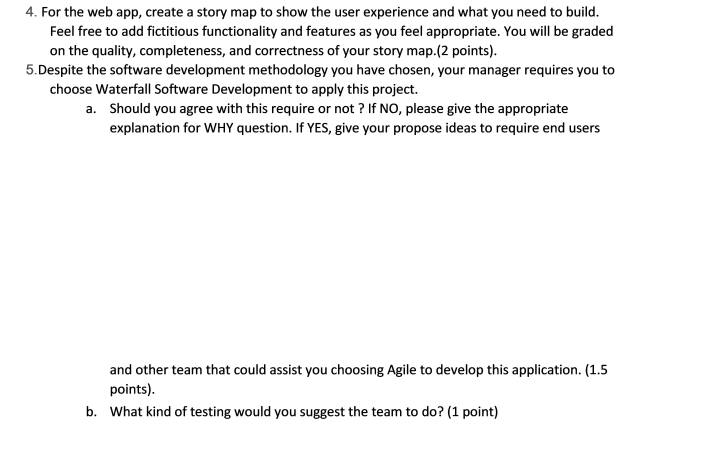 4. For the web app, create a story map to show the user experience and what you need to build.
Feel free to add fictitious functionality and features as you feel appropriate. You will be graded
on the quality, completeness, and correctness of your story map.(2 points).
5.Despite the software development methodology you have chosen, your manager requires you to
choose Waterfall Software Development to apply this project.
a. Should you agree with this require or not ? If NO, please give the appropriate
explanation for WHY question. If YES, give your propose ideas to require end users
and other team that could assist you choosing Agile to develop this application. (1.5
points).
b. What kind of testing would you suggest the team to do? (1 point)